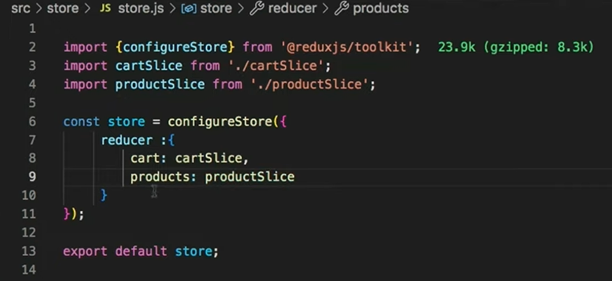 src > store > JS store.js > store > reducer > products
1
2 import {configureStore} from '@reduxjs/toolkit'; 23.9k (gzipped: 8.3k)
3 import cartSlice from './cartSlice';
4 import productSlice from './productSlice';
5
6 const store = configureStore({
7 reducer :{
8 cart: cartSlice,
9 products: productSlice
10 }
11 });
12
13 export default store;
14